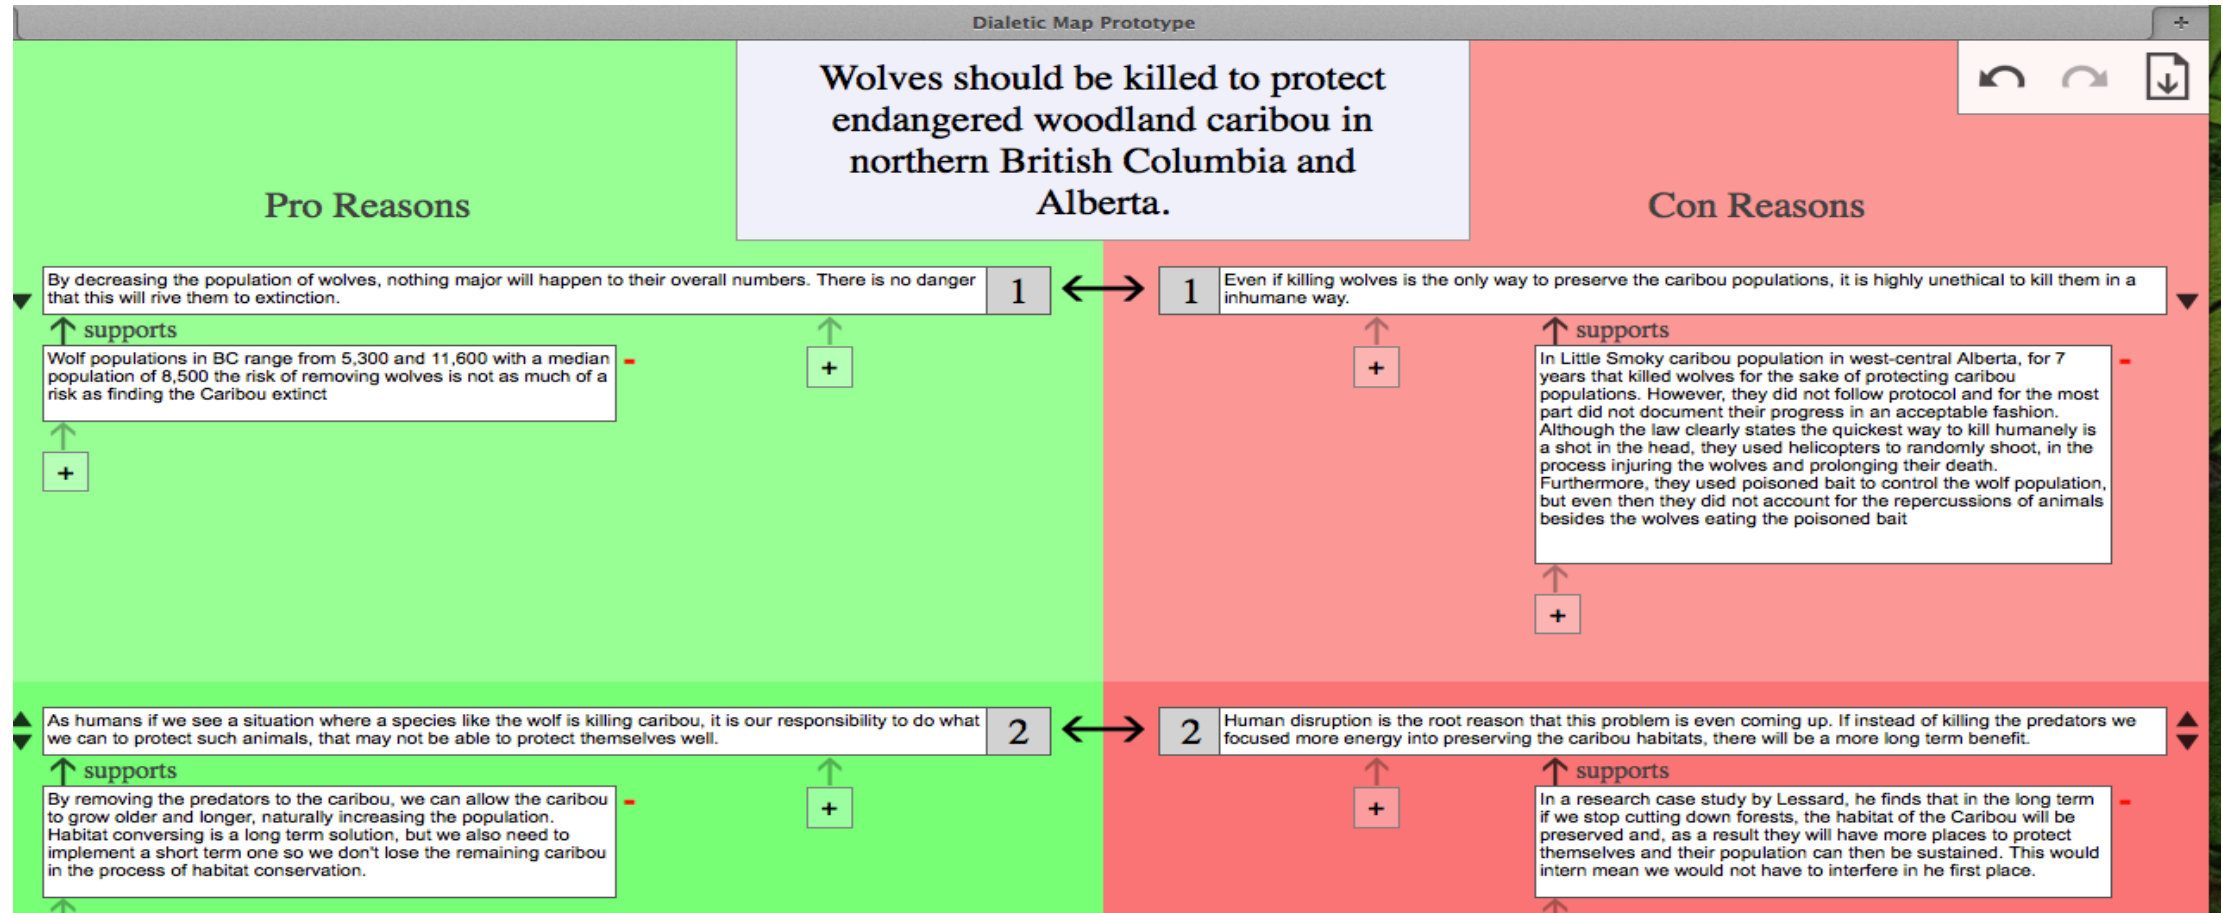 Dialetic Map Prototype
Wolves should be killed to protect
endangered woodland caribou in
northern British Columbia and
Alberta.
Pro Reasons
Con Reasons
By decreasing the population of wolves, nothing major will happen to their overall numbers. There is no danger
that this will rive them to extinction.
1
1
Even if killing wolves is the only way to preserve the caribou populations, it is highly unethical to kill them in a
inhumane way.
supports
Wolf populations in BC range from 5,300 and 11,600 with a median
population of 8,500 the risk of removing wolves is not as much of a
risk as finding the Caribou extinct
+
+
+
supports
In Little Smoky caribou population in west-central Alberta, for 7
years that killed wolves for the sake of protecting caribou
populations. However, they did not follow protocol and for the most
part did not document their progress in an acceptable fashion.
Although the law clearly states the quickest way to kill humanely is
a shot in the head, they used helicopters to randomly shoot, in the
process injuring the wolves and prolonging their death.
Furthermore, they used poisoned bait to control the wolf population,
but even then they did not account for the repercussions of animals
besides the wolves eating the poisoned bait
+
+
As humans if we see a situation where a species like the wolf is killing caribou, it is our responsibility to do what
we can to protect such animals, that may not be able to protect themselves well.
2
2
Human disruption is the root reason that this problem is even coming up. If instead of killing the predators we
focused more energy into preserving the caribou habitats, there will be a more long term benefit.
supports
By removing the predators to the caribou, we can allow the caribou
to grow older and longer, naturally increasing the population.
Habitat conversing is a long term solution, but we also need to
implement a short term one so we don't lose the remaining caribou
in the process of habitat conservation.
+
+
supports
In a research case study by Lessard, he finds that in the long term
if we stop cutting down forests, the habitat of the Caribou will be
preserved and, as a result they will have more places to protect
themselves and their population can then be sustained. This would
intern mean we would not have to interfere in he first place.